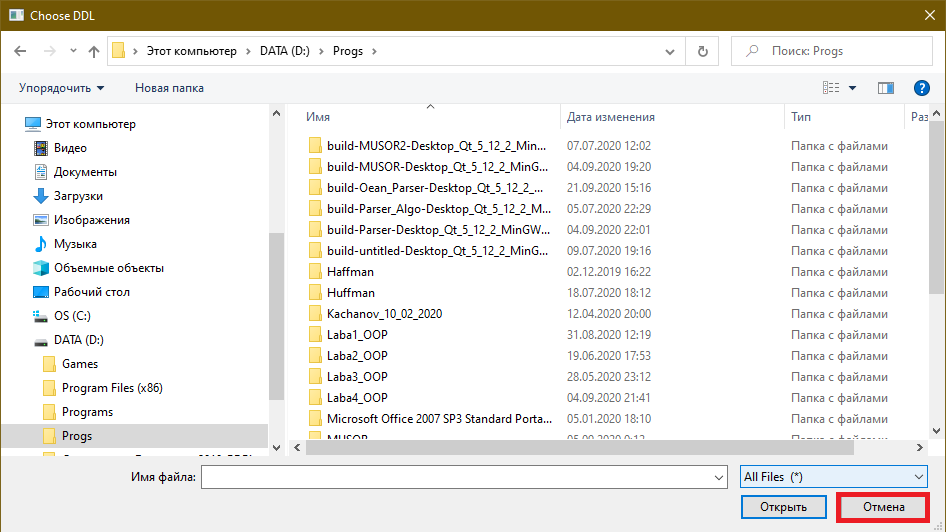 Choose DDL
Этот компьютер > DATA (D:) > Progs >
Поиск: Progs
Упорядочить
Новая папка
Этот компьютер
Видео
Документы
Загрузки
Изображения
Музыка
Объемные объекты
Рабочий стол
OS (C:)
DATA (D:)
Games
Program Files (x86)
Programs
Progs
Имя Дата изменения Тип Раз
build-MUSOR2-Desktop_Qt_5_12_2_Min... 07.07.2020 12:02 Папка с файлами
build-MUSOR-Desktop_Qt_5_12_2_MinG... 04.09.2020 19:20 Папка с файлами
build-Oean_Parser-Desktop_Qt_5_12_2_... 21.09.2020 15:16 Папка с файлами
build-Parser_Algo-Desktop_Qt_5_12_2_M... 05.07.2020 22:29 Папка с файлами
build-Parser-Desktop_Qt_5_12_2_MinGW... 04.09.2020 22:01 Папка с файлами
build-untitled-Desktop_Qt_5_12_2_MinG... 09.07.2020 19:16 Папка с файлами
Haffman 02.12.2019 16:22 Папка с файлами
Huffman 18.07.2020 18:12 Папка с файлами
Kachanov_10_02_2020 12.04.2020 20:00 Папка с файлами
Laba1_OOP 31.08.2020 12:19 Папка с файлами
Laba2_OOP 19.06.2020 17:53 Папка с файлами
Laba3_OOP 28.05.2020 23:12 Папка с файлами
Laba4_OOP 04.09.2020 21:41 Папка с файлами
Microsoft Office 2007 SP3 Standard Porta... 05.01.2020 18:10 Папка с файлами
MUSOR
Имя файла:
All Files (*)
Открыть
Отмена